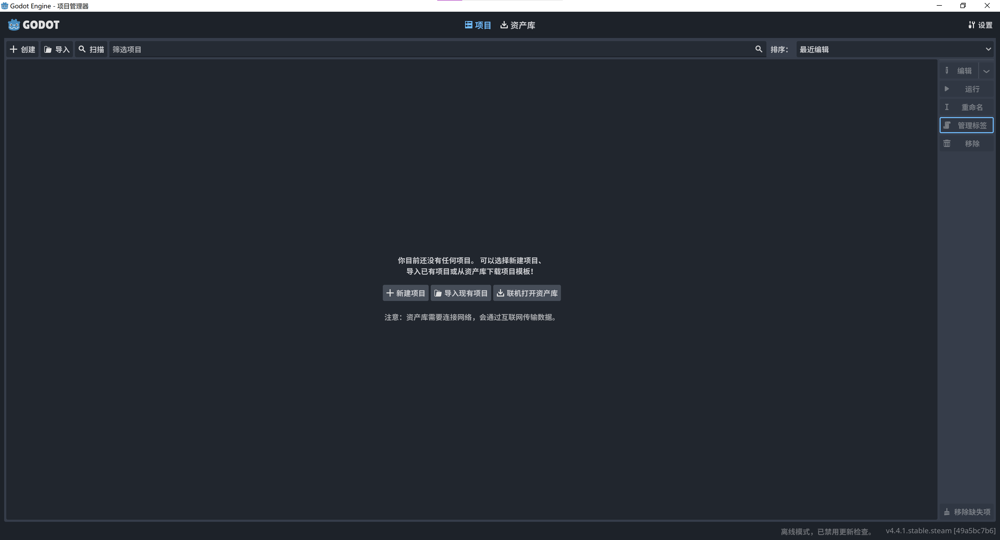 Godot Engine - 项目管理器
GODOT
项目
资产库
设置
创建
导入
扫描
筛选项目
排序：
最近编辑
编辑
运行
重命名
管理标签
移除
你目前还没有任何项目。 可以选择新建项目、
导入已有项目或从资产库下载项目模板！
新建项目
导入现有项目
联机打开资产库
注意：资产库需要连接网络，会通过互联网传输数据。
移除缺失项
离线模式，已禁用更新检查。
v4.4.1.stable.steam [49a5bc7b6]